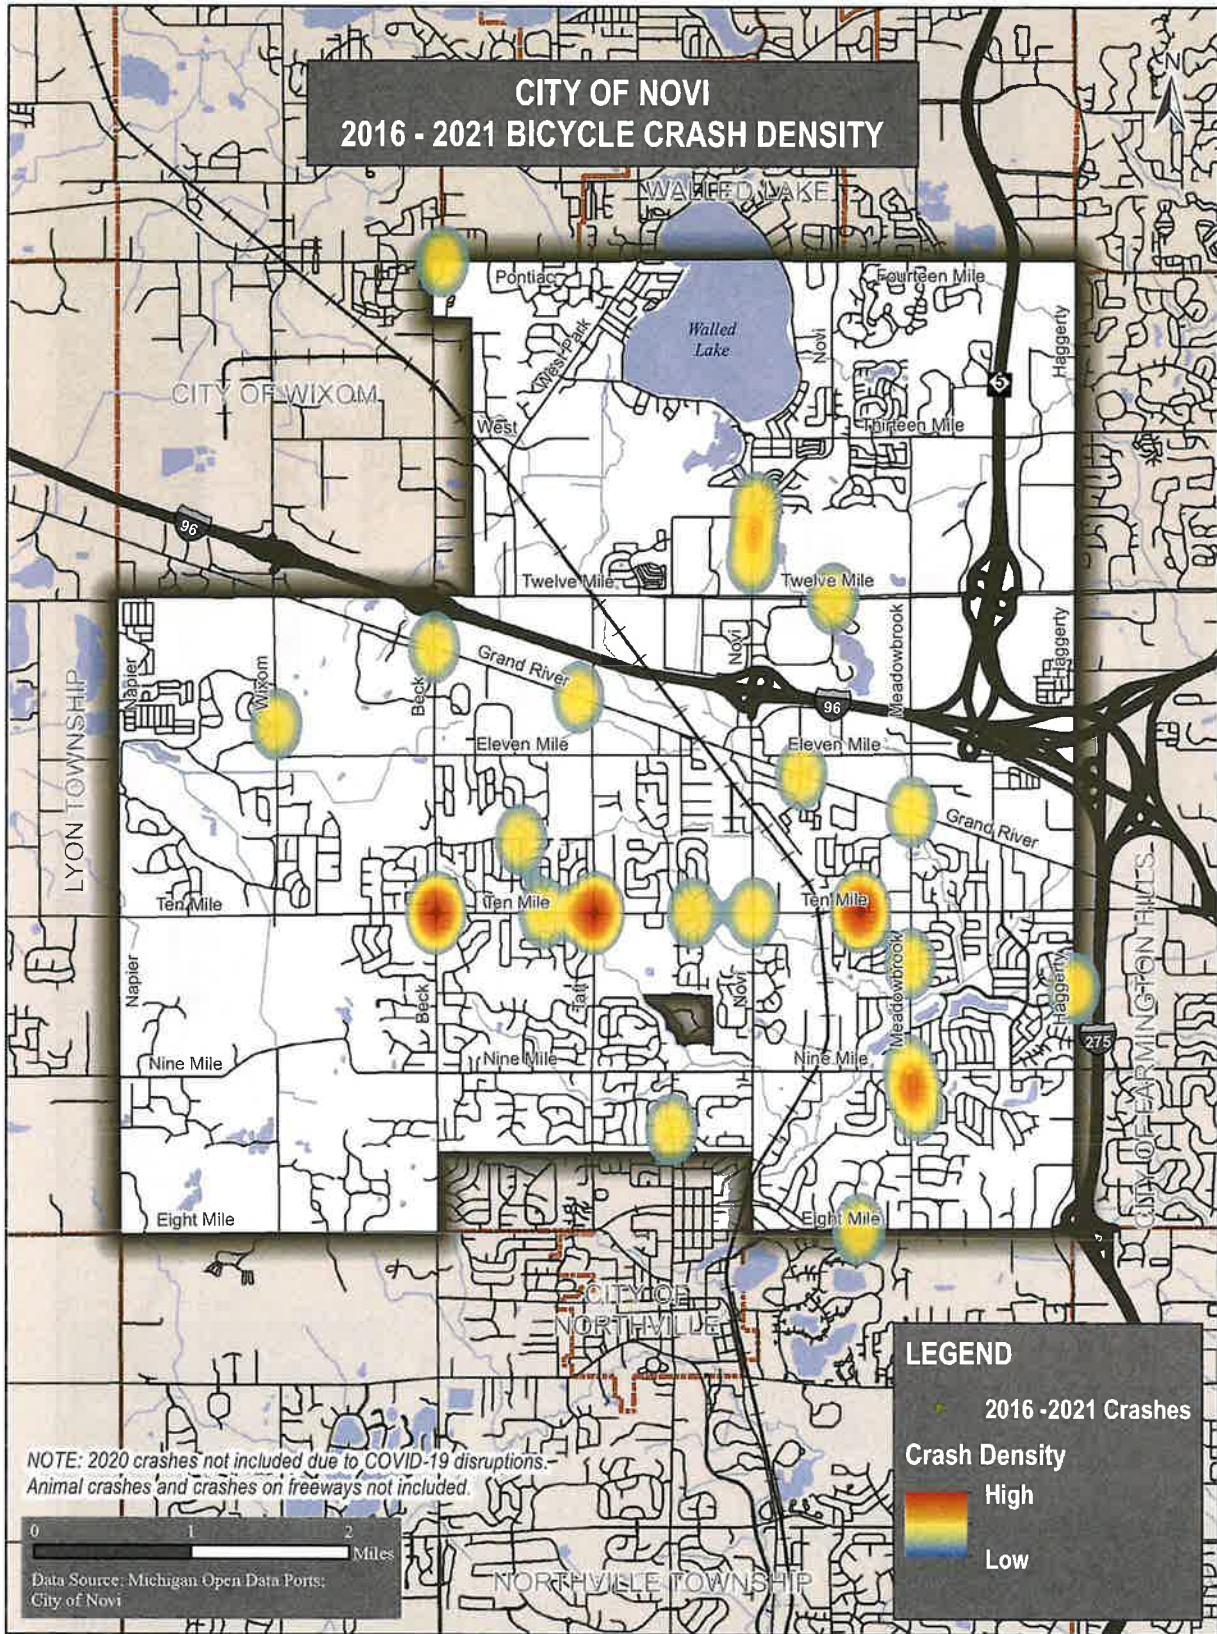 CITY OF NOVI
2016 - 2021 BICYCLE CRASH DENSITY
N
WALLED LAKE
Pontiac
Fourteen Mile
West Park
Walled
Lake
Novi
Haggerty
5
CITY OF WIXOM
West
Thirteen Mile
96
Twelve Mile
Twelve Mile
Meadowbrook
Haggerty
Novi
Napier
Wixom
Beck
Grand River
96
LYON TOWNSHIP
Eleven Mile
Eleven Mile
Grand River
Ten Mile
Ten Mile
Ten Mile
Napier
Beck
Taft
Novi
Meadowbrook
Haggerty
275
CITY OF FARMINGTON HILLS
Nine Mile
Nine Mile
Nine Mile
Eight Mile
Eight Mile
CITY OF
NORTHVILLE
LEGEND
2016 -2021 Crashes
Crash Density
High
Low
NOTE: 2020 crashes not included due to COVID-19 disruptions.
Animal crashes and crashes on freeways not included.
0 1 2
Miles
Data Source: Michigan Open Data Ports;
City of Novi
NORTHVILLE TOWNSHIP